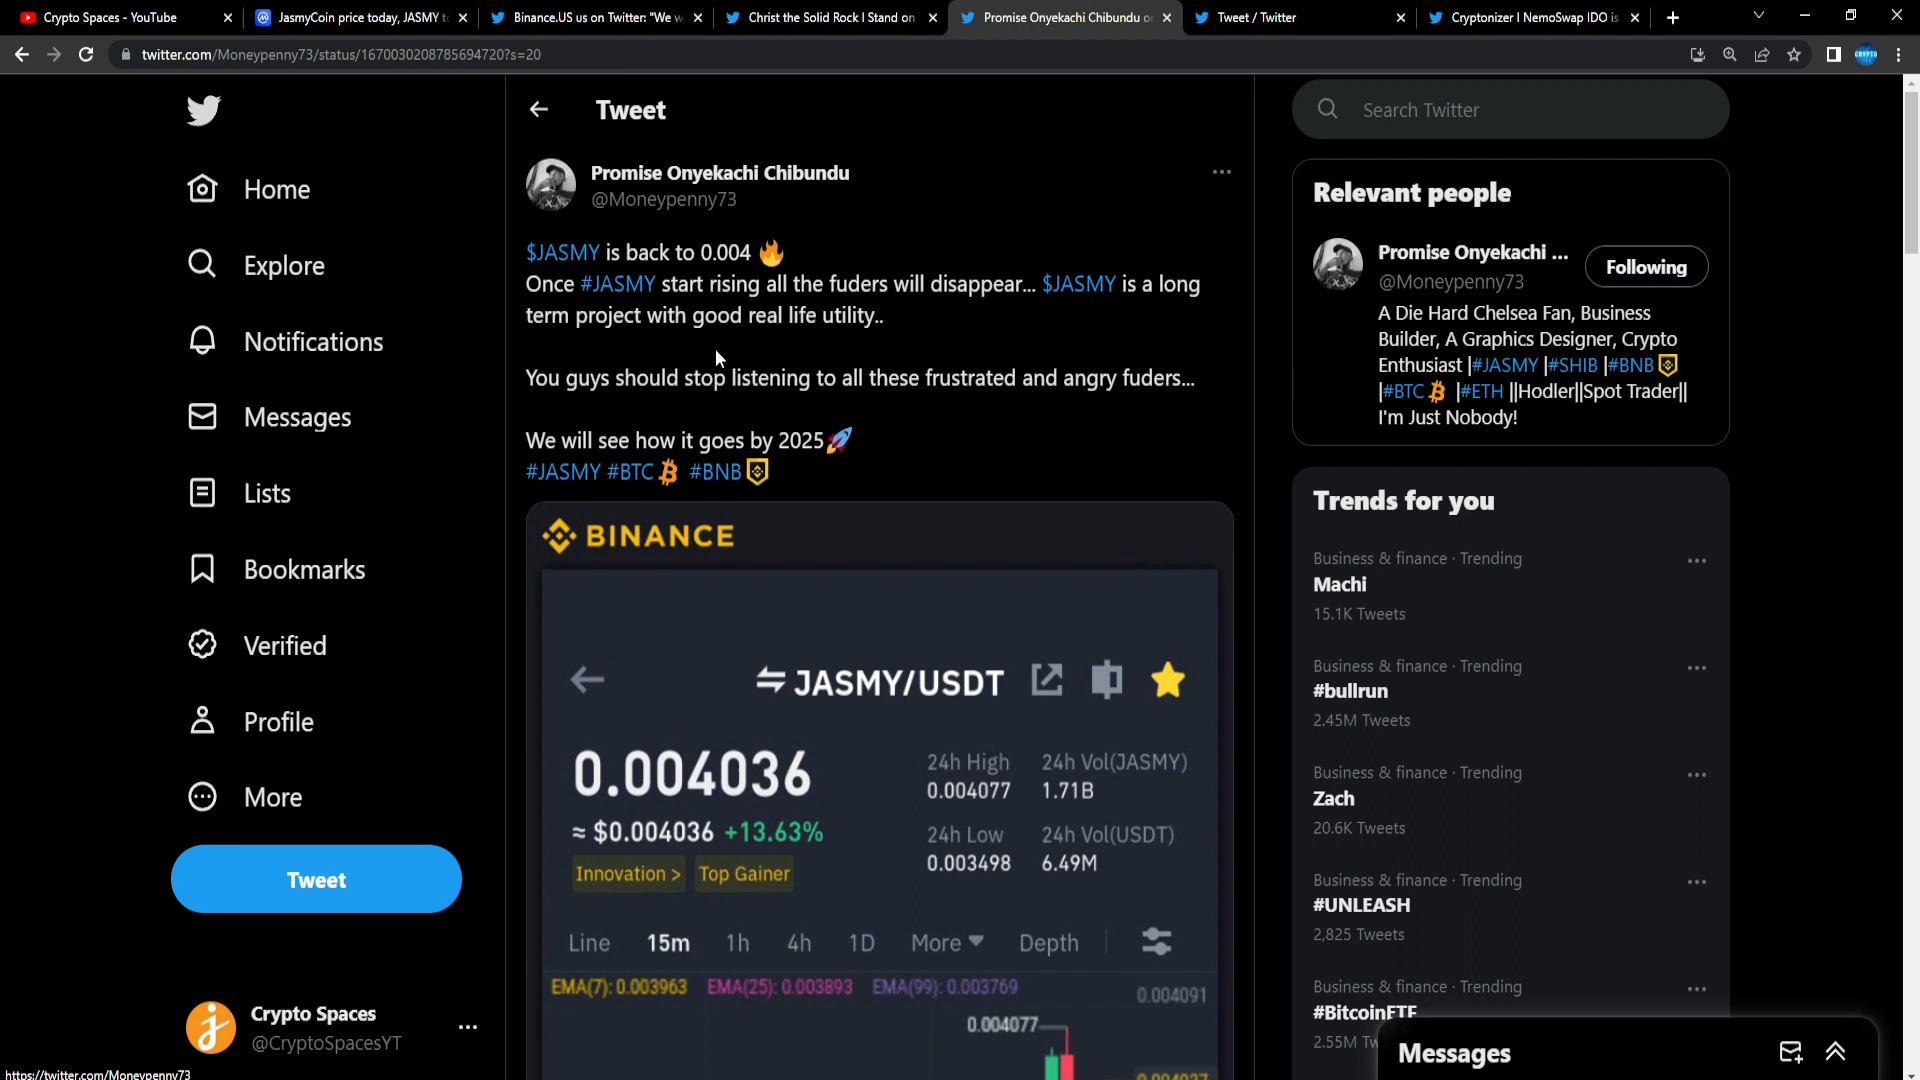 Crypto Spaces - YouTube
JasmyCoin price today, JASMY to
Binance.US us on Twitter: "We w
Christ the Solid Rock I Stand on
Promise Onyekachi Chibundu o
Tweet / Twitter
Cryptonizer I NemoSwap IDO is
twitter.com/Moneypenny73/status/1670030208785694720?s=20
Home
Explore
Notifications
Messages
Lists
Bookmarks
Verified
Profile
More
Tweet
Crypto Spaces
@CryptoSpacesYT
https://twitter.com/Moneypenny73
Tweet
Promise Onyekachi Chibundu
@Moneypenny73
$JASMY is back to 0.004 🔥
Once #JASMY start rising all the fuders will disappear... $JASMY is a long
term project with good real life utility..
You guys should stop listening to all these frustrated and angry fuders...
We will see how it goes by 2025🚀
#JASMY #BTC #BNB
BINANCE
JASMY/USDT
0.004036
≈ $0.004036 +13.63%
Innovation > Top Gainer
24h High
0.004077
24h Vol(JASMY)
1.71B
24h Low
0.003498
24h Vol(USDT)
6.49M
Line 15m 1h 4h 1D More Depth
EMA(7): 0.003963 EMA(25): 0.003893 EMA(99): 0.003769
0.004091
0.004077
Search Twitter
Relevant people
Promise Onyekachi ...
@Moneypenny73
Following
A Die Hard Chelsea Fan, Business
Builder, A Graphics Designer, Crypto
Enthusiast |#JASMY |#SHIB |#BNB
|#BTC |#ETH ||Hodler||Spot Trader||
I'm Just Nobody!
Trends for you
Business & finance · Trending
Machi
15.1K Tweets
Business & finance · Trending
#bullrun
2.45M Tweets
Business & finance · Trending
Zach
20.6K Tweets
Business & finance · Trending
#UNLEASH
2,825 Tweets
Business & finance · Trending
#BitcoinETF
2.55M Tw
Messages